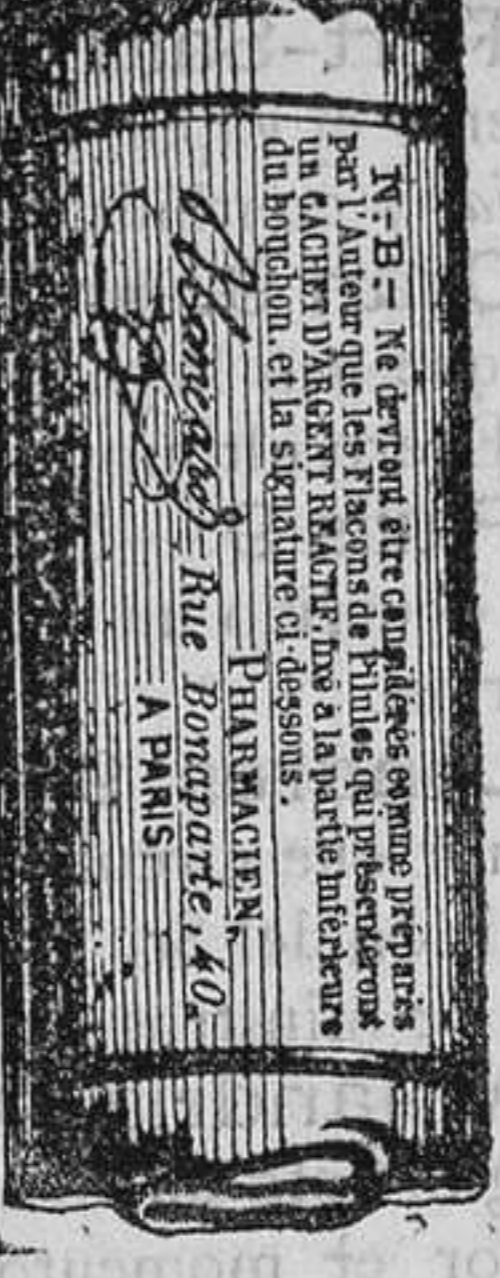 N.-B.- Ne devront être considérés comme préparés
par l'Auteur que les Flacons de Pilules qui présenteront
un CACHET D'ARGENT RÉACTIF, fixé à la partie inférieure
du bouchon, et la signature ci-dessous.
PHARMACIEN,
Rue Bonaparte, 40.
A PARIS